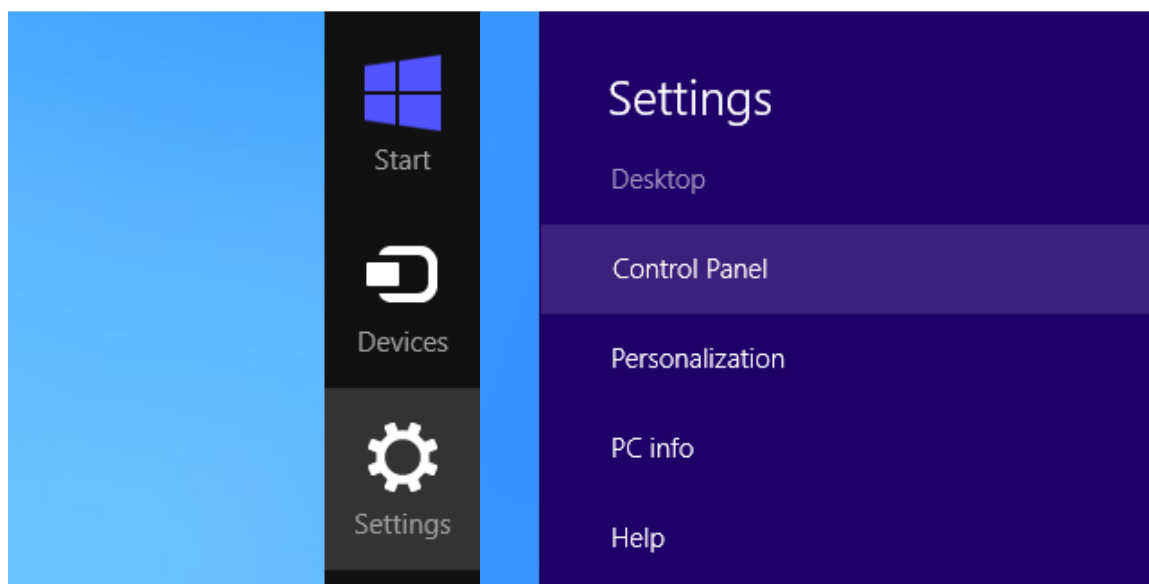 Start
Devices
Settings
Settings
Desktop
Control Panel
Personalization
PC info
Help